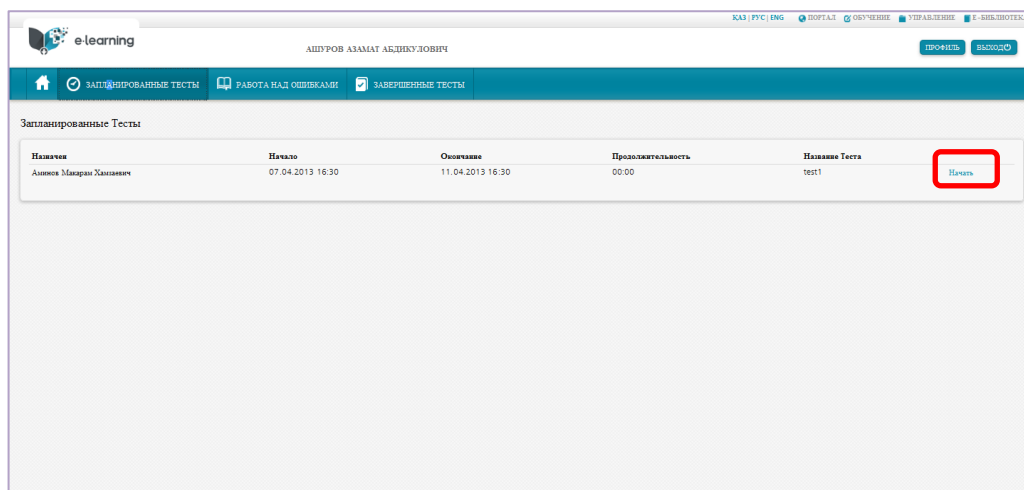 ҚАЗ | РУС | ENG ПОРТАЛ ОБУЧЕНИЕ УПРАВЛЕНИЕ Е-БИБЛИОТЕКА
e-learning
АШУРОВ АЗАМАТ АБДИКУЛОВИЧ
ПРОФИЛЬ ВЫХОД
ЗАПЛАНИРОВАННЫЕ ТЕСТЫ РАБОТА НАД ОШИБКАМИ ЗАВЕРШЕННЫЕ ТЕСТЫ
Запланированные Тесты
Назначен Начало Окончание Продолжительность Название Теста
Аминов Макарам Хамзаевич 07.04.2013 16:30 11.04.2013 16:30 00:00 test1 Начать